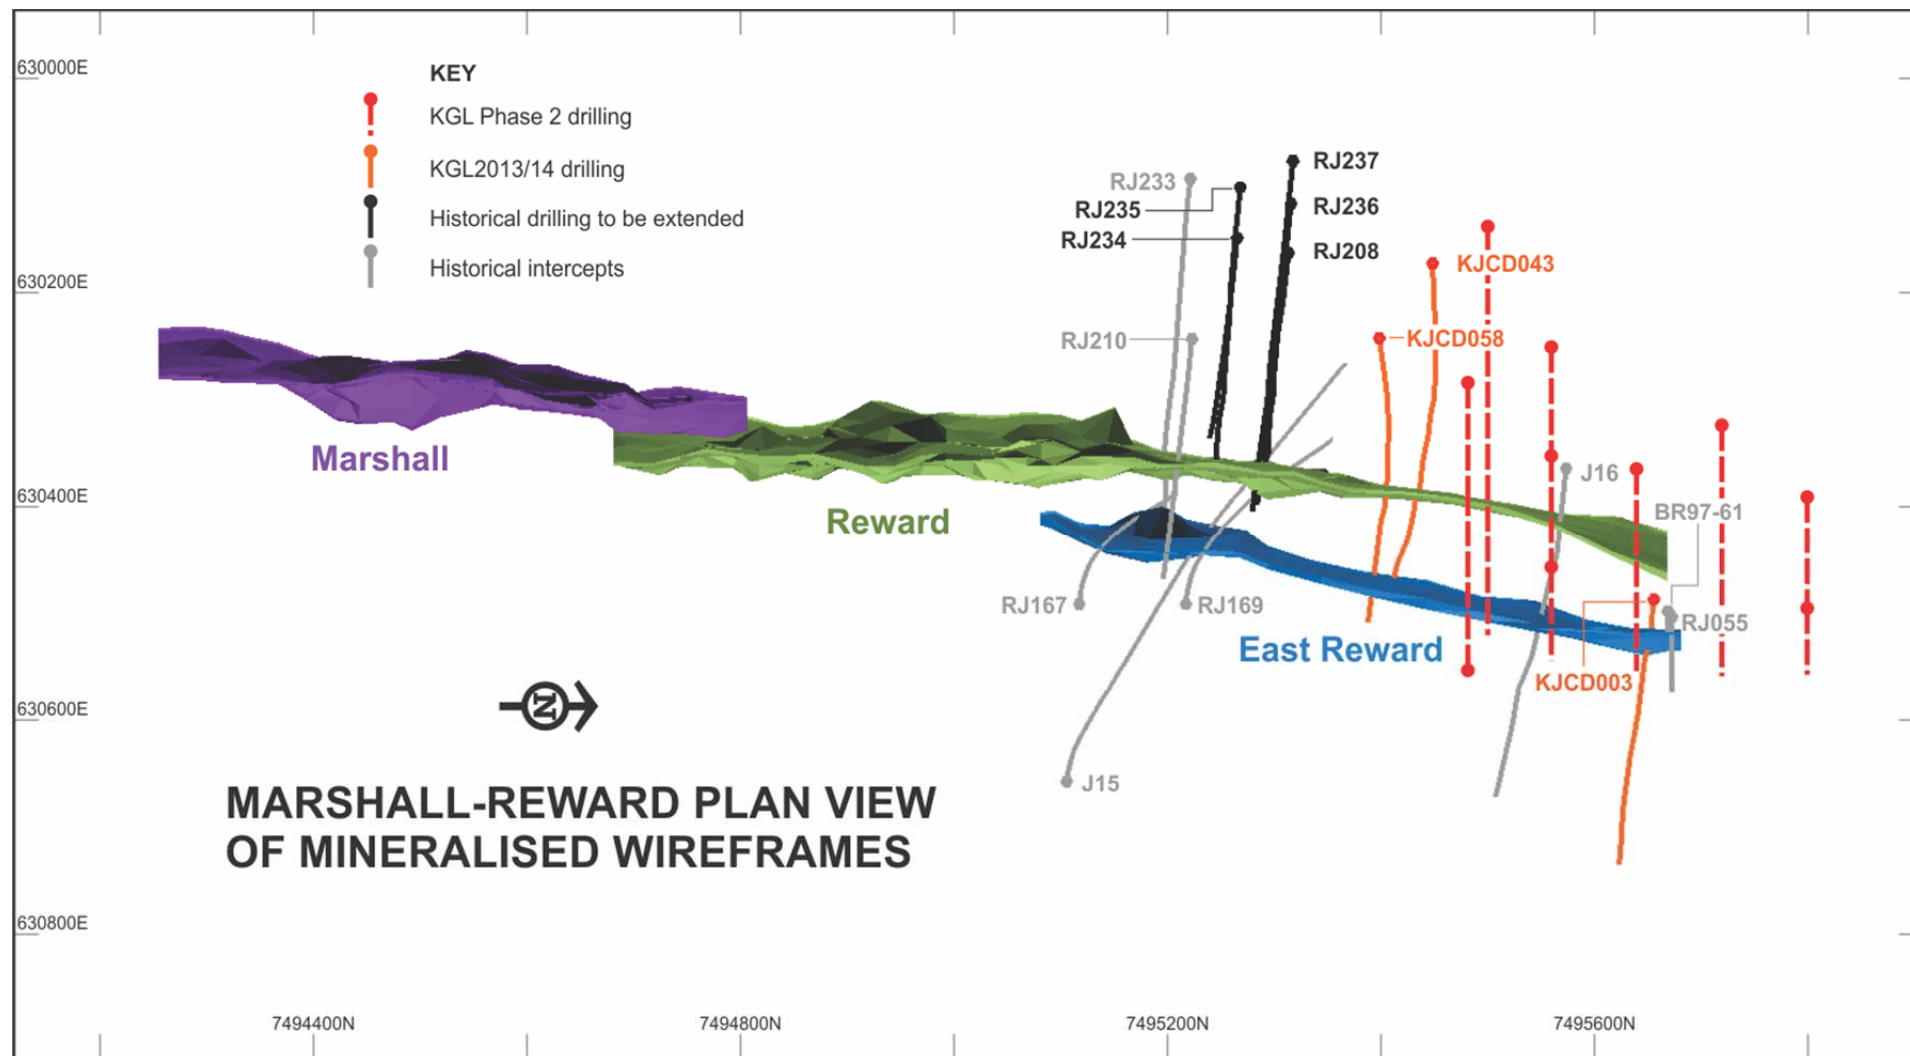 630000E
KEY
KGL Phase 2 drilling
KGL2013/14 drilling
Historical drilling to be extended
Historical intercepts
RJ237
RJ233
RJ235
RJ236
RJ234
RJ208
KJCD043
630200E
RJ210
KJCD058
Marshall
J16
630400E
BR97-61
Reward
RJ167
RJ169
RJ055
East Reward
KJCD003
630600E
N
J15
MARSHALL-REWARD PLAN VIEW
OF MINERALISED WIREFRAMES
630800E
7494400N
7494800N
7495200N
7495600N